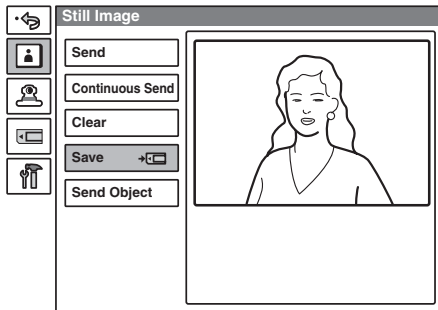 Still Image
Send
Continuous Send
Clear
Save
Send Object